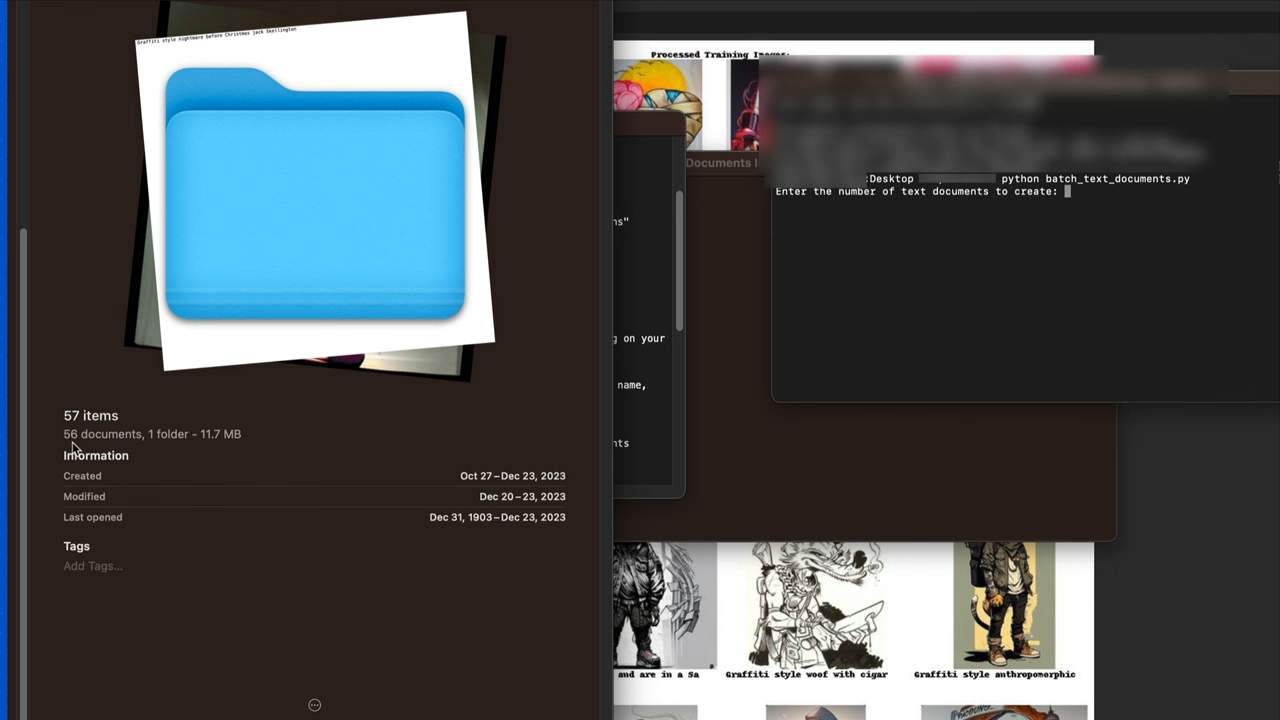 Graffiti style nightmare before Christmas jack Skellington
57 items
56 documents, 1 folder - 11.7 MB
Information
Created Oct 27 – Dec 23, 2023
Modified Dec 20 – 23, 2023
Last opened Dec 31, 1903 – Dec 23, 2023
Tags
Add Tags...
Processed Training Images:
Documents
:Desktop python batch_text_documents.py
Enter the number of text documents to create:
on your
name,
and are in a Sa
Graffiti style woof with cigar
Graffiti style anthropomorphic